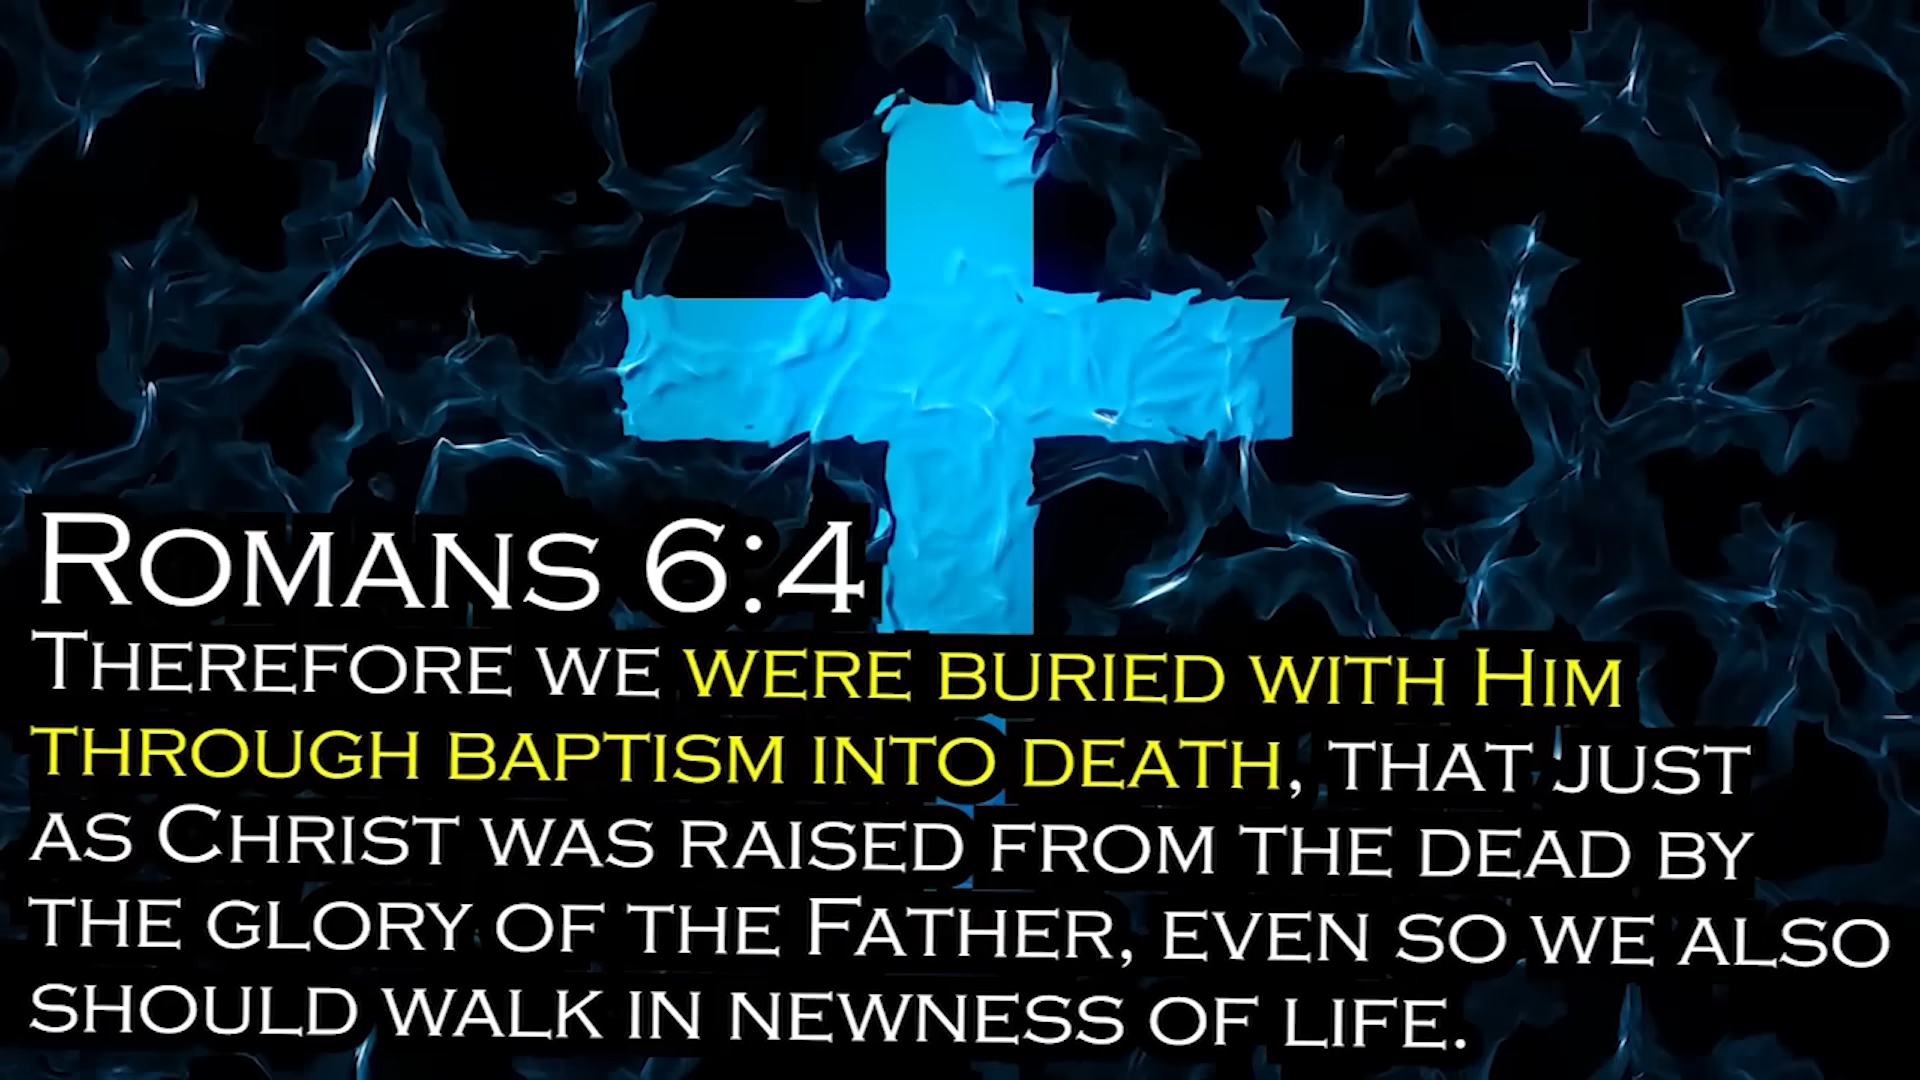 Romans 6:4
Therefore we were buried with Him
through baptism into death, that just
as Christ was raised from the dead by
the glory of the Father, even so we also
should walk in newness of life.